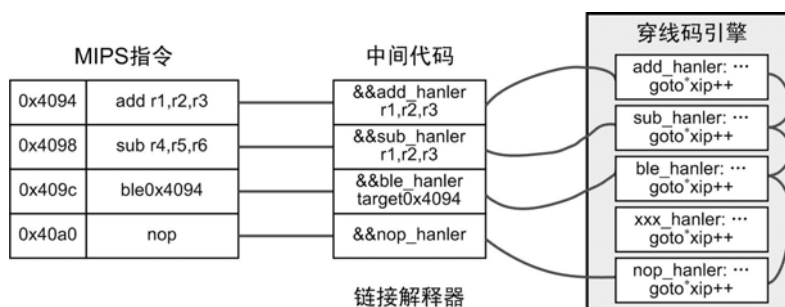 MIPS指令
中间代码
穿线码引擎
0x4094 add r1,r2,r3
&&add_hanler
r1,r2,r3
add_hanler: …
goto*xip++
0x4098 sub r4,r5,r6
&&sub_hanler
r1,r2,r3
sub_hanler: …
goto*xip++
0x409c ble0x4094
&&ble_hanler
target0x4094
ble_hanler: …
goto*xip++
xxx_hanler: …
goto*xip++
0x40a0 nop
&&nop_hanler
nop_hanler: …
goto*xip++
链接解释器